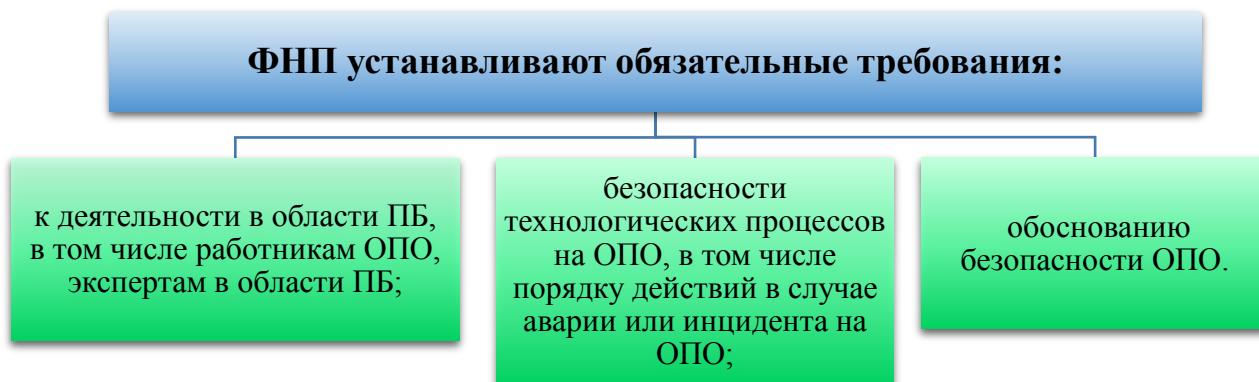 ФНП устанавливают обязательные требования:
к деятельности в области ПБ,
в том числе работникам ОПО,
экспертам в области ПБ;
безопасности
технологических процессов
на ОПО, в том числе
порядку действий в случае
аварии или инцидента на
ОПО;
обоснованию
безопасности ОПО.